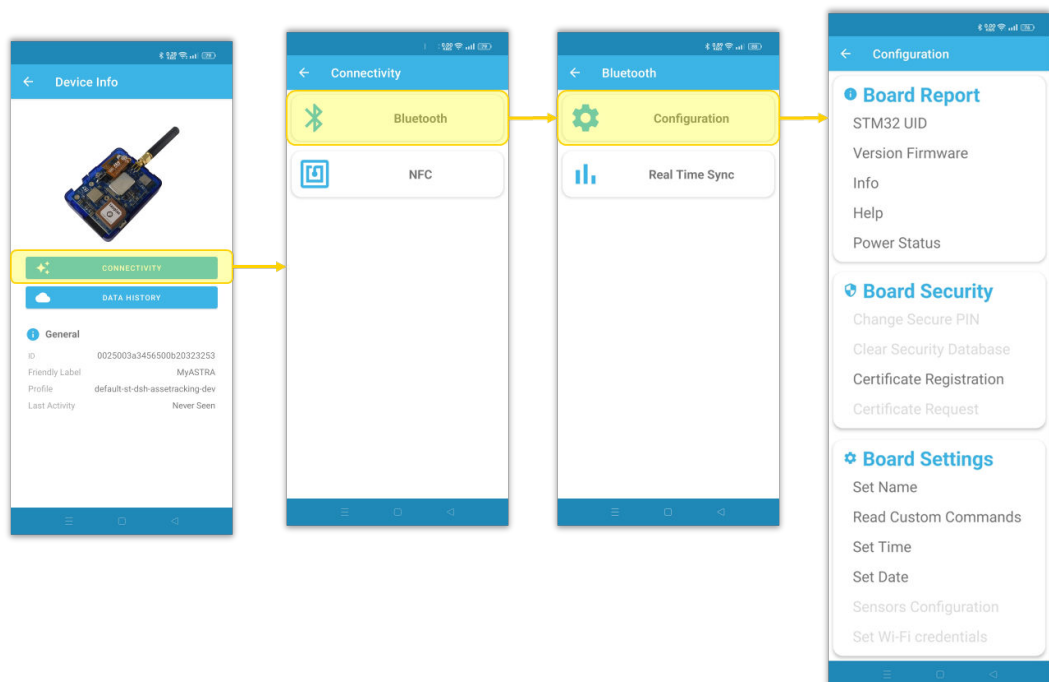 Device Info
CONNECTIVITY
DATA HISTORY
General
ID 0025003a3456500b20323253
Friendly Label MyASTRA
Profile default-st-dsh-assetracking-dev
Last Activity Never Seen
Connectivity
Bluetooth
NFC
Bluetooth
Configuration
Real Time Sync
Configuration
Board Report
STM32 UID
Version Firmware
Info
Help
Power Status
Board Security
Change Secure PIN
Clear Security Database
Certificate Registration
Certificate Request
Board Settings
Set Name
Read Custom Commands
Set Time
Set Date
Sensors Configuration
Set Wi-Fi credentials